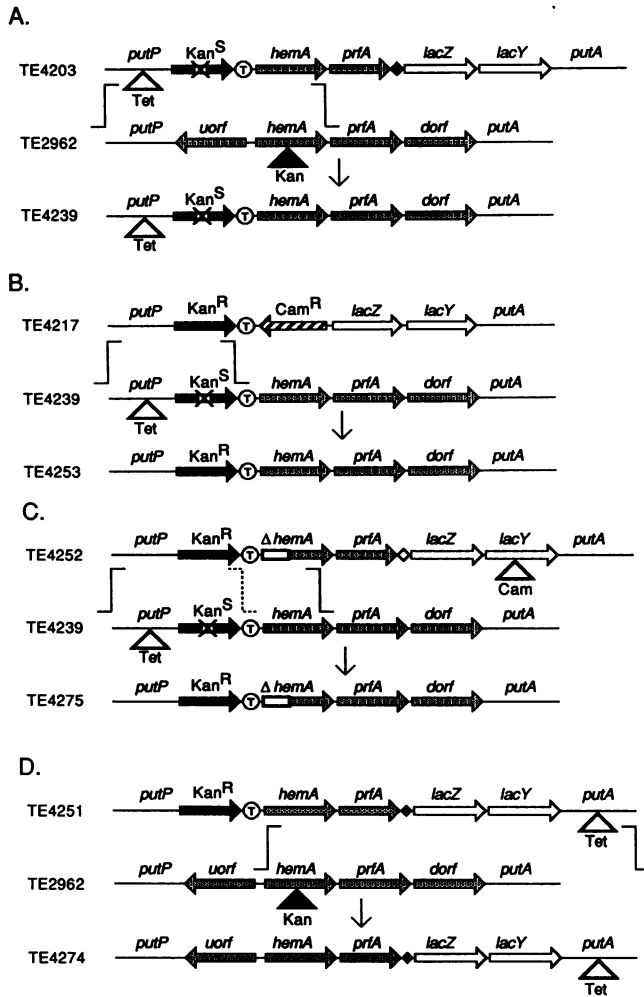 A.
putP KanS hemA prfA lacZ lacY putA
TE4203 T
Tet
putP uorf hemA prfA dorf putA
TE2962
Kan
putP KanS hemA prfA dorf putA
TE4239 T
Tet
B.
putP KanR CamR lacZ lacY putA
TE4217 T
putP KanS hemA prfA dorf putA
TE4239 T
Tet
putP KanR hemA prfA dorf putA
TE4253 T
C.
putP KanR Δ hemA prfA lacZ lacY putA
TE4252 T
Cam
putP KanS hemA prfA dorf putA
TE4239 T
Tet
putP KanR Δ hemA prfA dorf putA
TE4275 T
D.
putP KanR hemA prfA lacZ lacY putA
TE4251 T
Tet
putP uorf hemA prfA dorf putA
TE2962
Kan
putP uorf hemA prfA lacZ lacY putA
TE4274
Tet